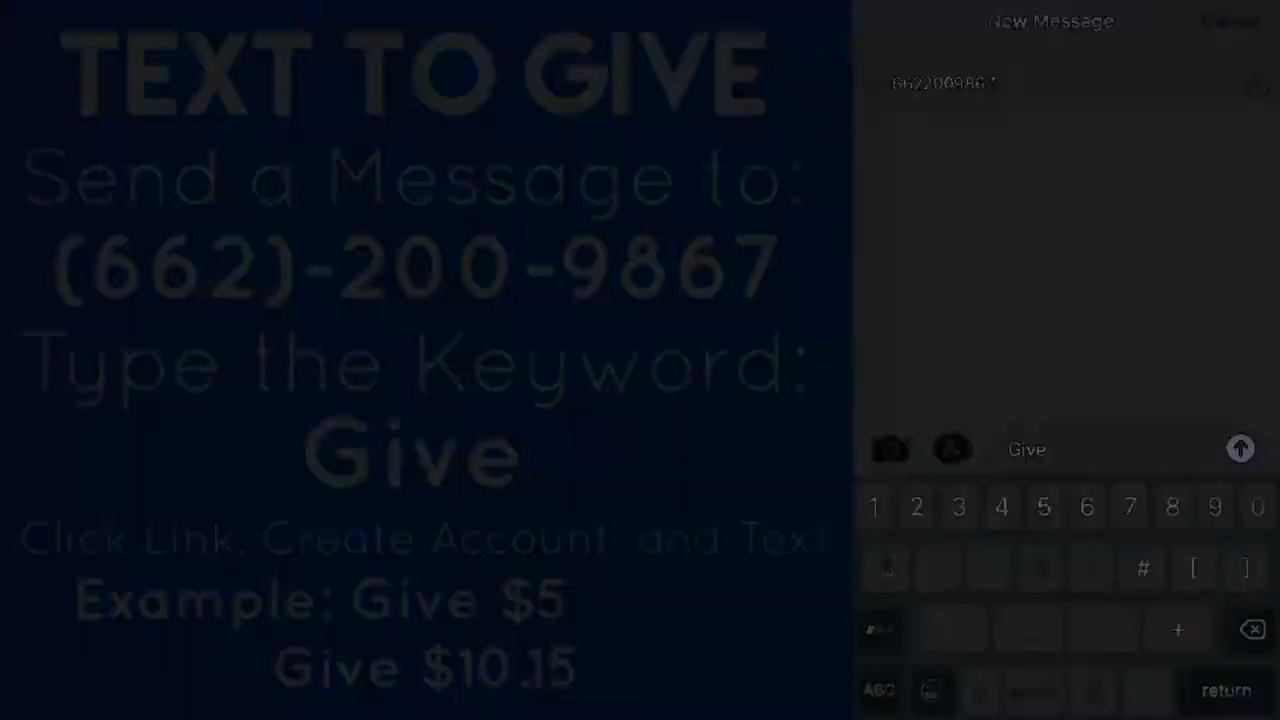 TEXT TO GIVE
Send a Message to:
(662)-200-9867
Type the Keyword:
Give
Click Link, Create Account, and Text
Example: Give $5
Give $10.15
New Message
Cancel
Give
1 2 3 4 5 6 7 8 9 0
# [ ]
#+=
+
ABC
return